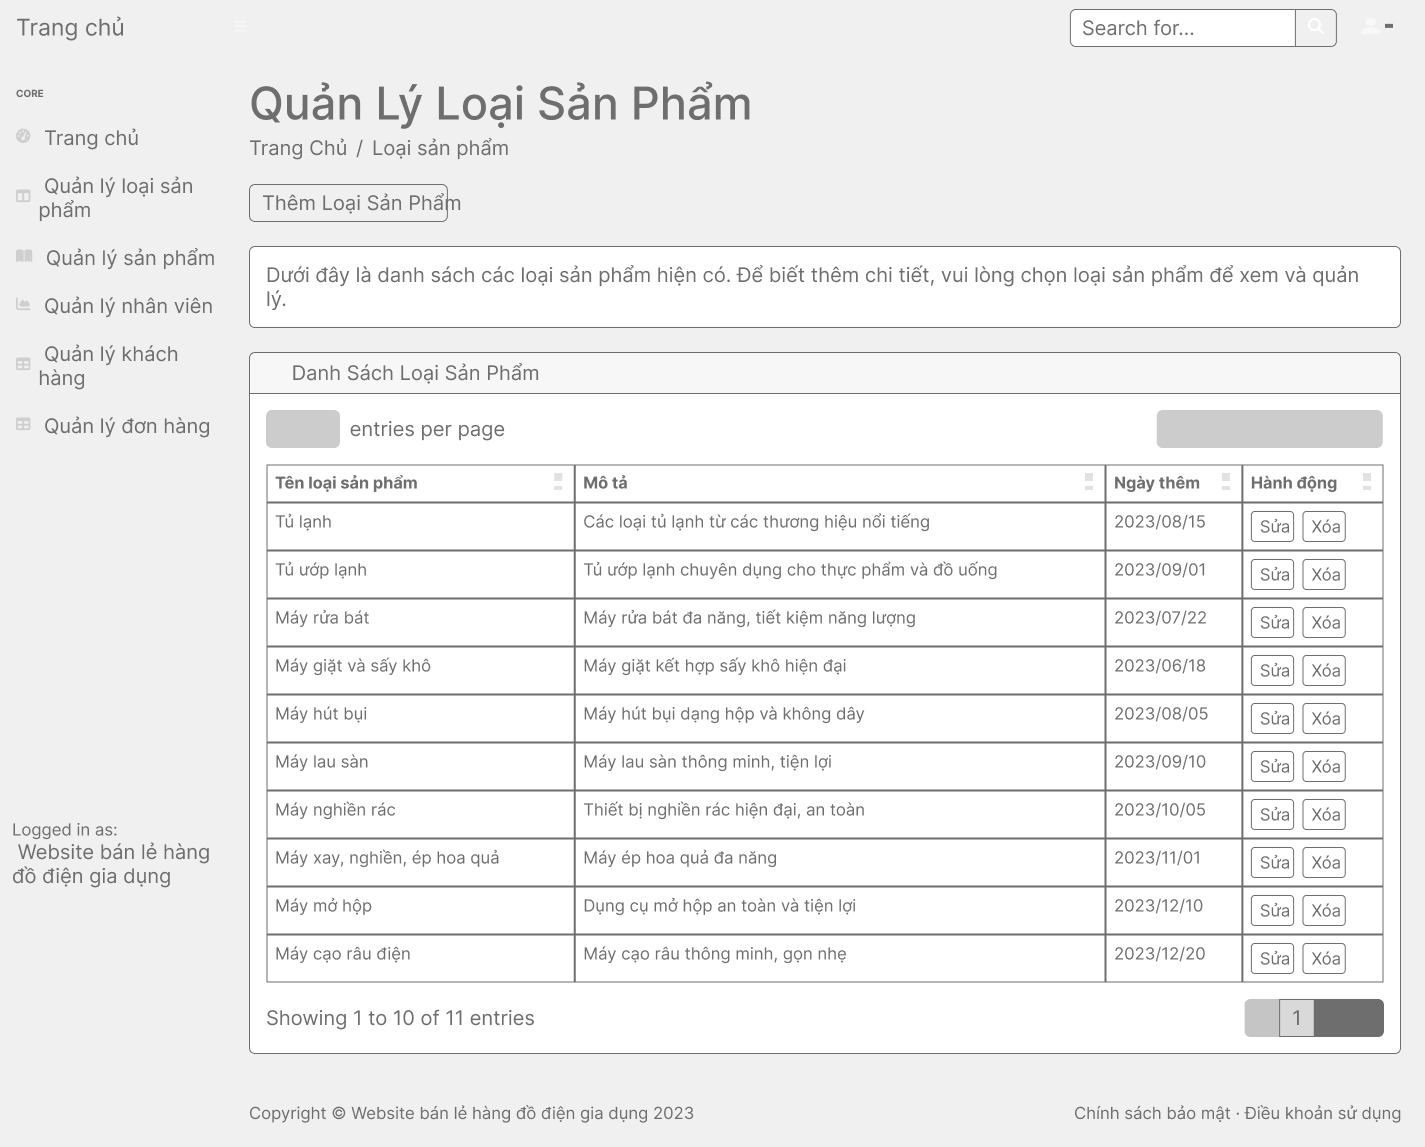 Trang chủ
Search for...
CORE
Trang chủ
Quản lý loại sản
phẩm
Quản lý sản phẩm
Quản lý nhân viên
Quản lý khách
hàng
Quản lý đơn hàng
Logged in as:
Website bán lẻ hàng
đồ điện gia dụng
Quản Lý Loại Sản Phẩm
Trang Chủ / Loại sản phẩm
Thêm Loại Sản Phẩm
Dưới đây là danh sách các loại sản phẩm hiện có. Để biết thêm chi tiết, vui lòng chọn loại sản phẩm để xem và quản
lý.
Danh Sách Loại Sản Phẩm
entries per page
Tên loại sản phẩm Mô tả Ngày thêm Hành động
Tủ lạnh Các loại tủ lạnh từ các thương hiệu nổi tiếng 2023/08/15 Sửa Xóa
Tủ ướp lạnh Tủ ướp lạnh chuyên dụng cho thực phẩm và đồ uống 2023/09/01 Sửa Xóa
Máy rửa bát Máy rửa bát đa năng, tiết kiệm năng lượng 2023/07/22 Sửa Xóa
Máy giặt và sấy khô Máy giặt kết hợp sấy khô hiện đại 2023/06/18 Sửa Xóa
Máy hút bụi Máy hút bụi dạng hộp và không dây 2023/08/05 Sửa Xóa
Máy lau sàn Máy lau sàn thông minh, tiện lợi 2023/09/10 Sửa Xóa
Máy nghiền rác Thiết bị nghiền rác hiện đại, an toàn 2023/10/05 Sửa Xóa
Máy xay, nghiền, ép hoa quả Máy ép hoa quả đa năng 2023/11/01 Sửa Xóa
Máy mở hộp Dụng cụ mở hộp an toàn và tiện lợi 2023/12/10 Sửa Xóa
Máy cạo râu điện Máy cạo râu thông minh, gọn nhẹ 2023/12/20 Sửa Xóa
Showing 1 to 10 of 11 entries 1
Copyright © Website bán lẻ hàng đồ điện gia dụng 2023
Chính sách bảo mật · Điều khoản sử dụng